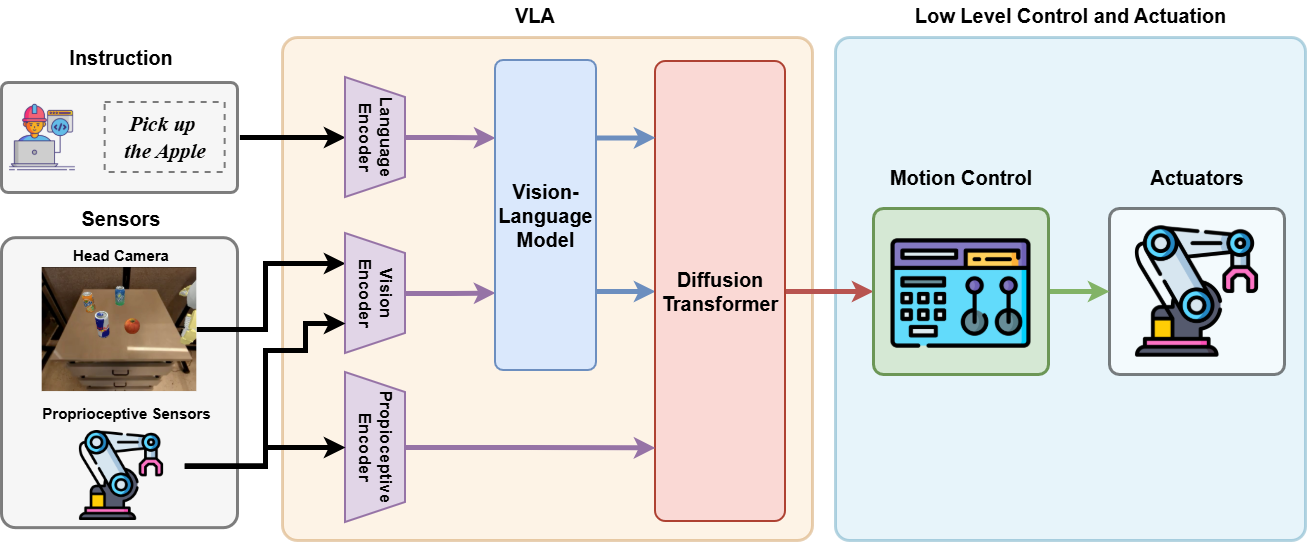 VLA
Low Level Control and Actuation
Instruction
Pick up
the Apple
Language
Encoder
Vision-
Language
Model
Sensors
Head Camera
Vision
Encoder
Diffusion
Transformer
Motion Control
Actuators
Proprioceptive Sensors
Propioceptive
Encoder